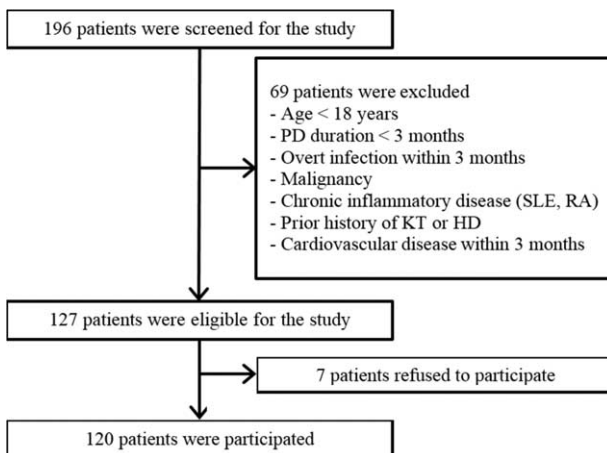 196 patients were screened for the study
69 patients were excluded
- Age < 18 years
- PD duration < 3 months
- Overt infection within 3 months
- Malignancy
- Chronic inflammatory disease (SLE, RA)
- Prior history of KT or HD
- Cardiovascular disease within 3 months
127 patients were eligible for the study
7 patients refused to participate
120 patients were participated